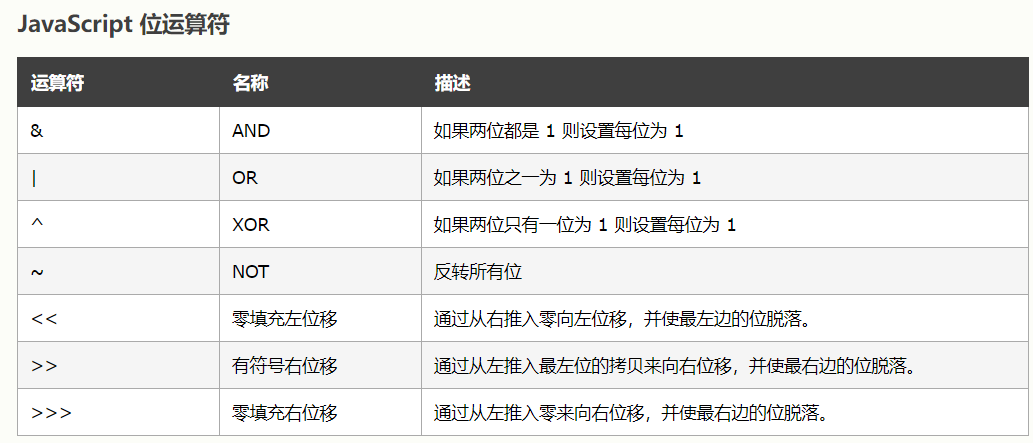 JavaScript 位运算符
运算符 名称 描述
& AND 如果两位都是 1 则设置每位为 1
| OR 如果两位之一为 1 则设置每位为 1
^ XOR 如果两位只有一位为 1 则设置每位为 1
~ NOT 反转所有位
<< 零填充左位移 通过从右推入零向左位移，并使最左边的位脱落。
>> 有符号右位移 通过从左推入最左位的拷贝来向右位移，并使最右边的位脱落。
>>> 零填充右位移 通过从左推入零来向右位移，并使最右边的位脱落。